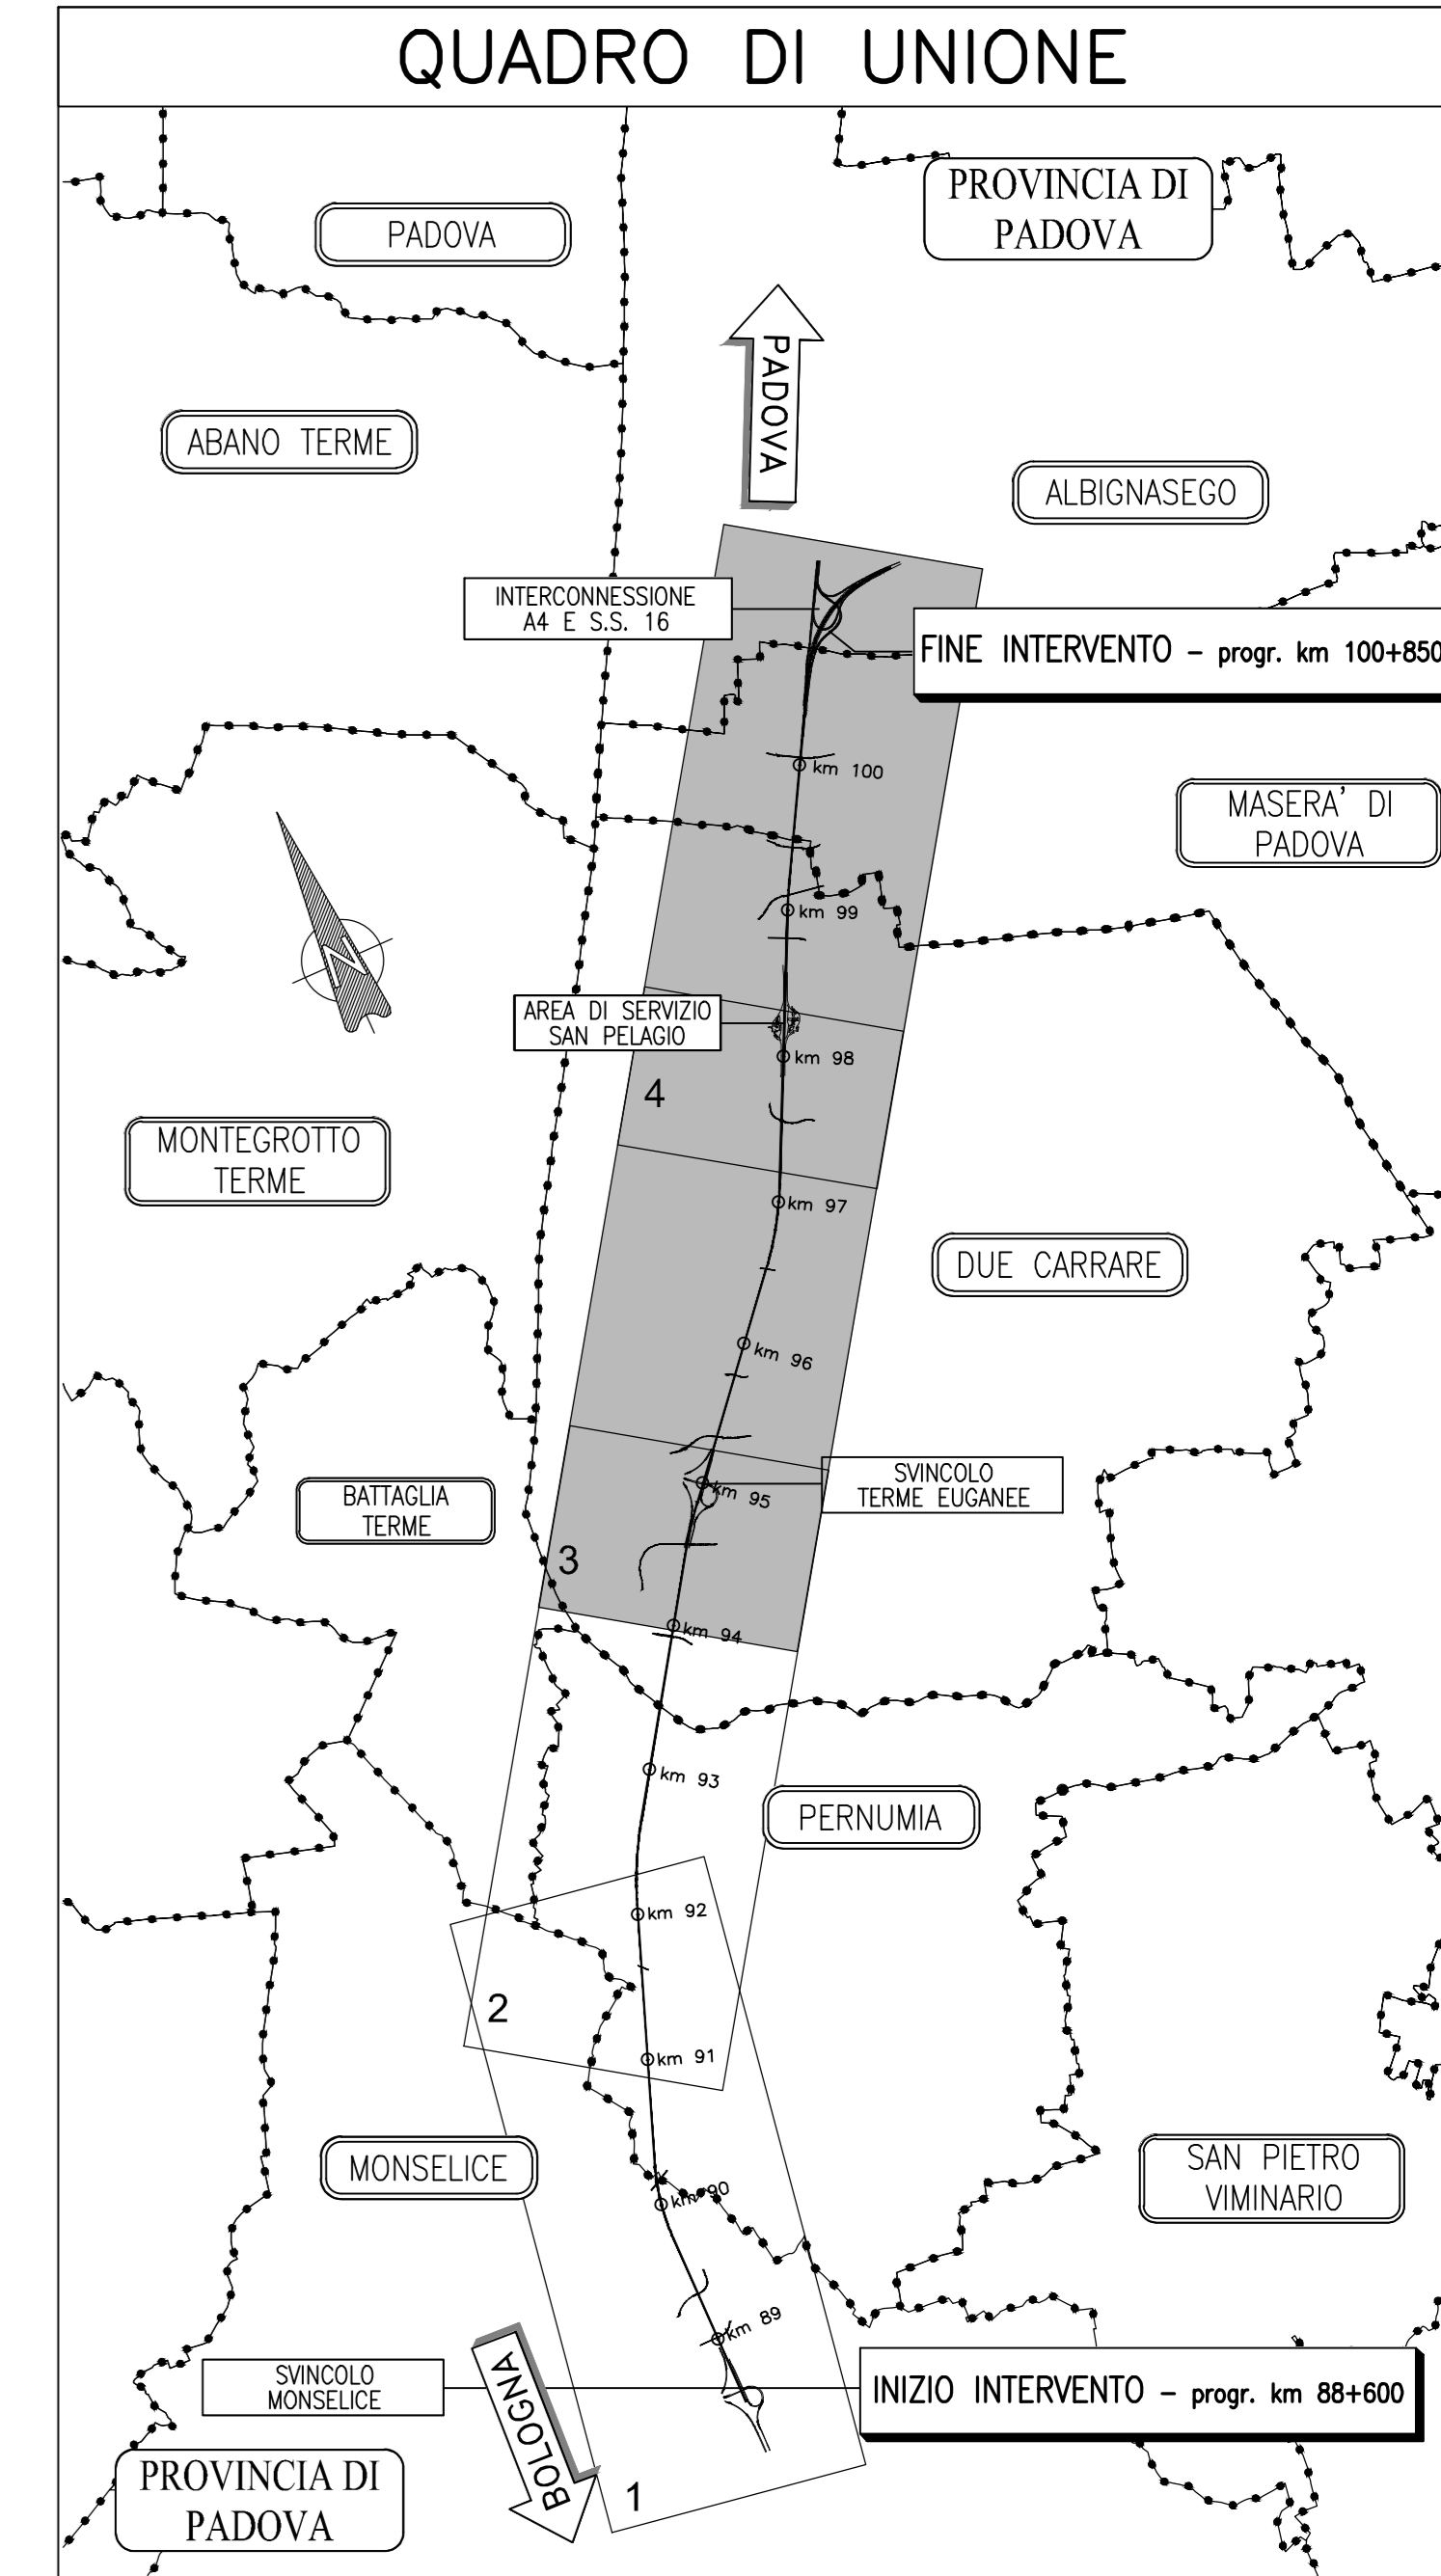 QUADRO DI UNIONE
PROVINCIA DI
PADOVA
PADOVA
PADOVA
ABANO TERME
ALBIGNASEGO
INTERCONNESSIONE
A4 E S.S. 16
FINE INTERVENTO - progr. km 100+850
km 100
MASERA' DI
PADOVA
km 99
N
AREA DI SERVIZIO
SAN PELAGIO
km 98
4
MONTEGROTTO
TERME
km 97
DUE CARRARE
km 96
SVINCOLO
TERME EUGANEE
km 95
BATTAGLIA
TERME
3
km 94
km 93
PERNUMIA
km 92
2
km 91
MONSELICE
SAN PIETRO
VIMINARIO
km 90
km 89
SVINCOLO
MONSELICE
BOLOGNA
INIZIO INTERVENTO - progr. km 88+600
PROVINCIA DI
PADOVA
1